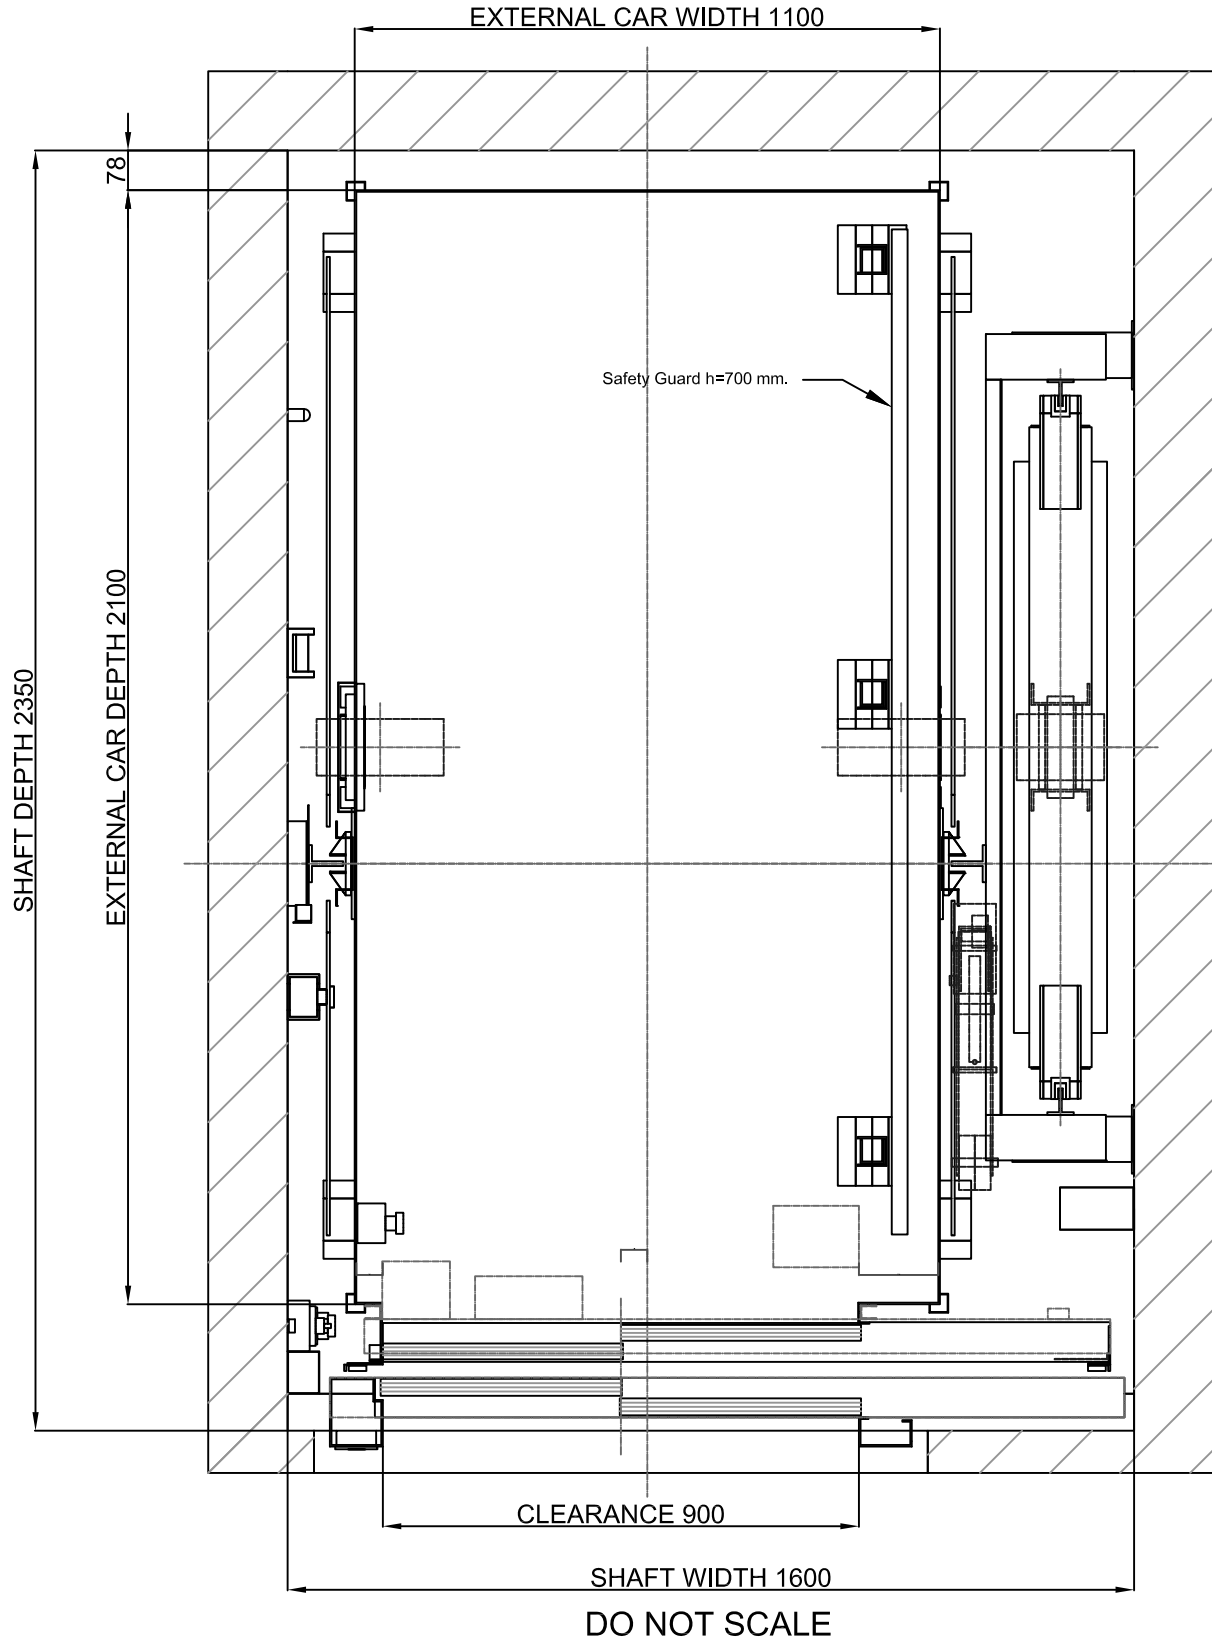 EXTERNAL CAR WIDTH 1100
78
Safety Guard h=700 mm.
EXTERNAL CAR DEPTH 2100
SHAFT DEPTH 2350
CLEARANCE 900
SHAFT WIDTH 1600
DO NOT SCALE